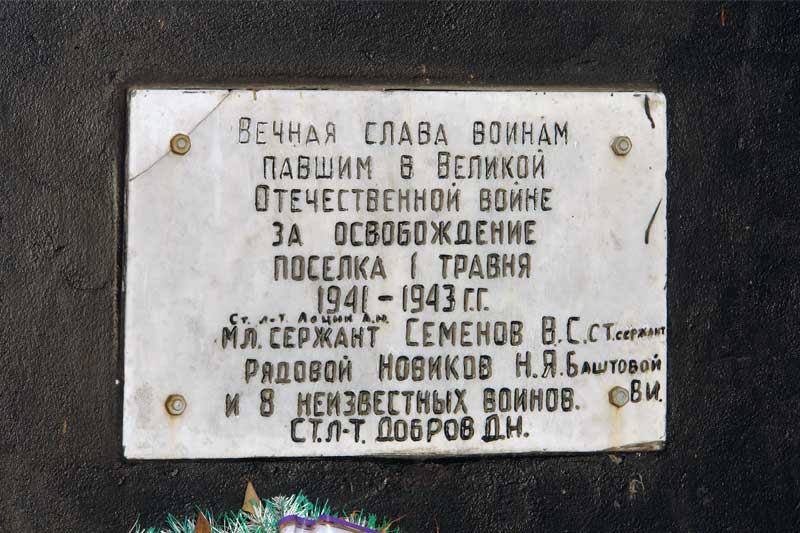 Вечная слава воинам
павшим в Великой
Отечественной войне
за освобождение
поселка 1 травня
1941-1943 г.г.
Ст. л-т. Лоцин А.М.
мл. сержант Семенов В.С. ст. сержант
рядовой Новиков Н.Я. Баштовой
и 8 неизвестных воинов. В.И.
ст. л-т. Добров Д.Н.